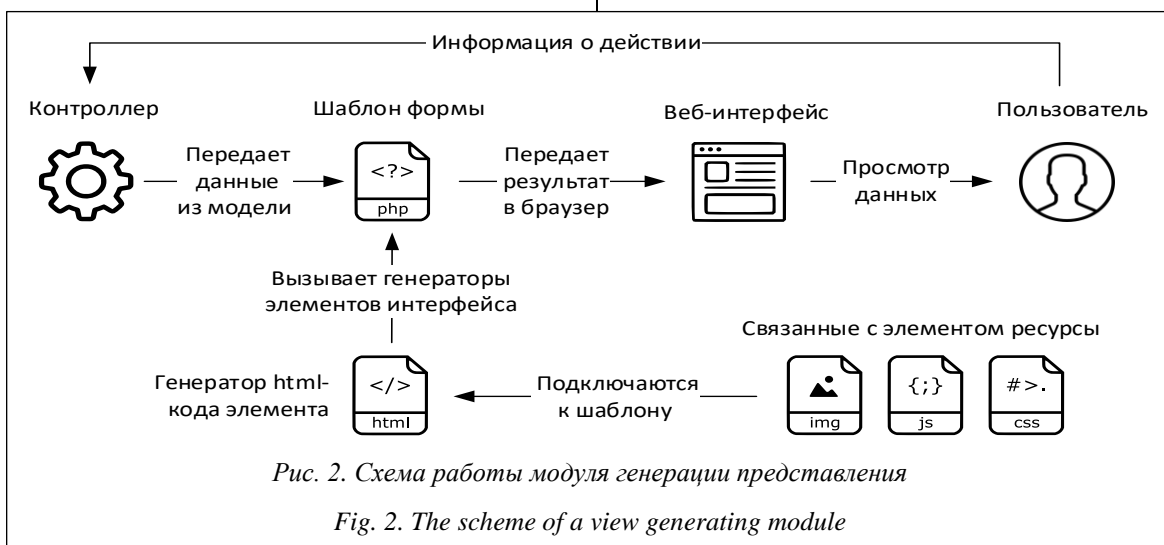 Информация о действии
Контроллер
Шаблон формы
Веб-интерфейс
Пользователь
Передает
данные
из модели
<?>
php
Передает
результат
в браузер
Просмотр
данных
Вызывает генераторы
элементов интерфейса
Связанные с элементом ресурсы
Генератор html-
кода элемента
</>
html
Подключаются
к шаблону
img
{;}
js
#>.
css
Рис. 2. Схема работы модуля генерации представления
Fig. 2. The scheme of a view generating module